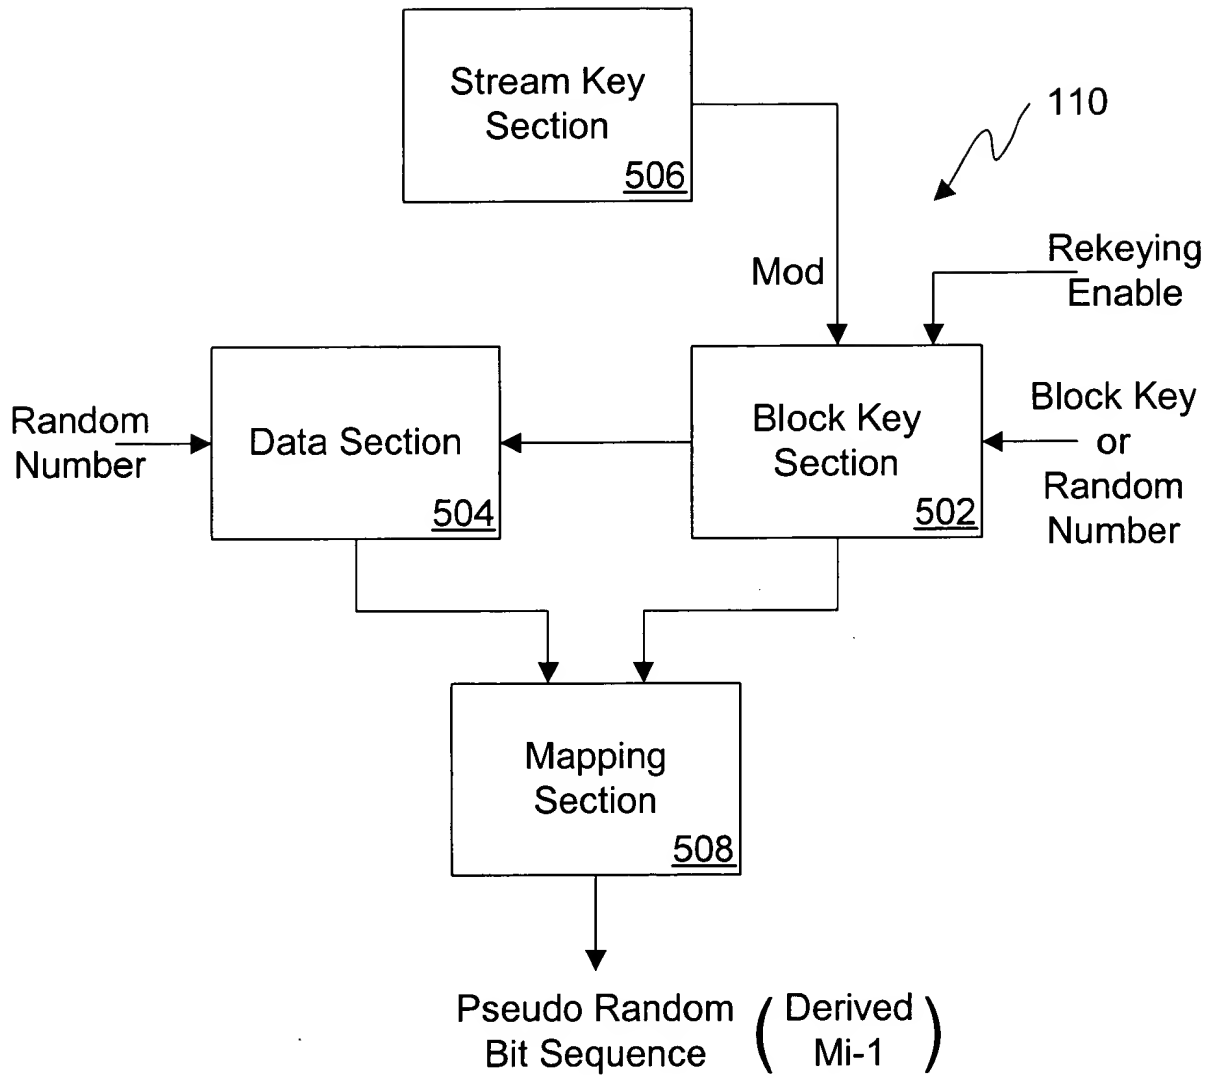 Stream Key
Section
506
110
Rekeying
Enable
Mod
Random
Number
Data Section
504
Block Key
Section
502
Block Key
or
Random
Number
Mapping
Section
508
Pseudo Random
Bit Sequence
( Derived
Mi-1 )